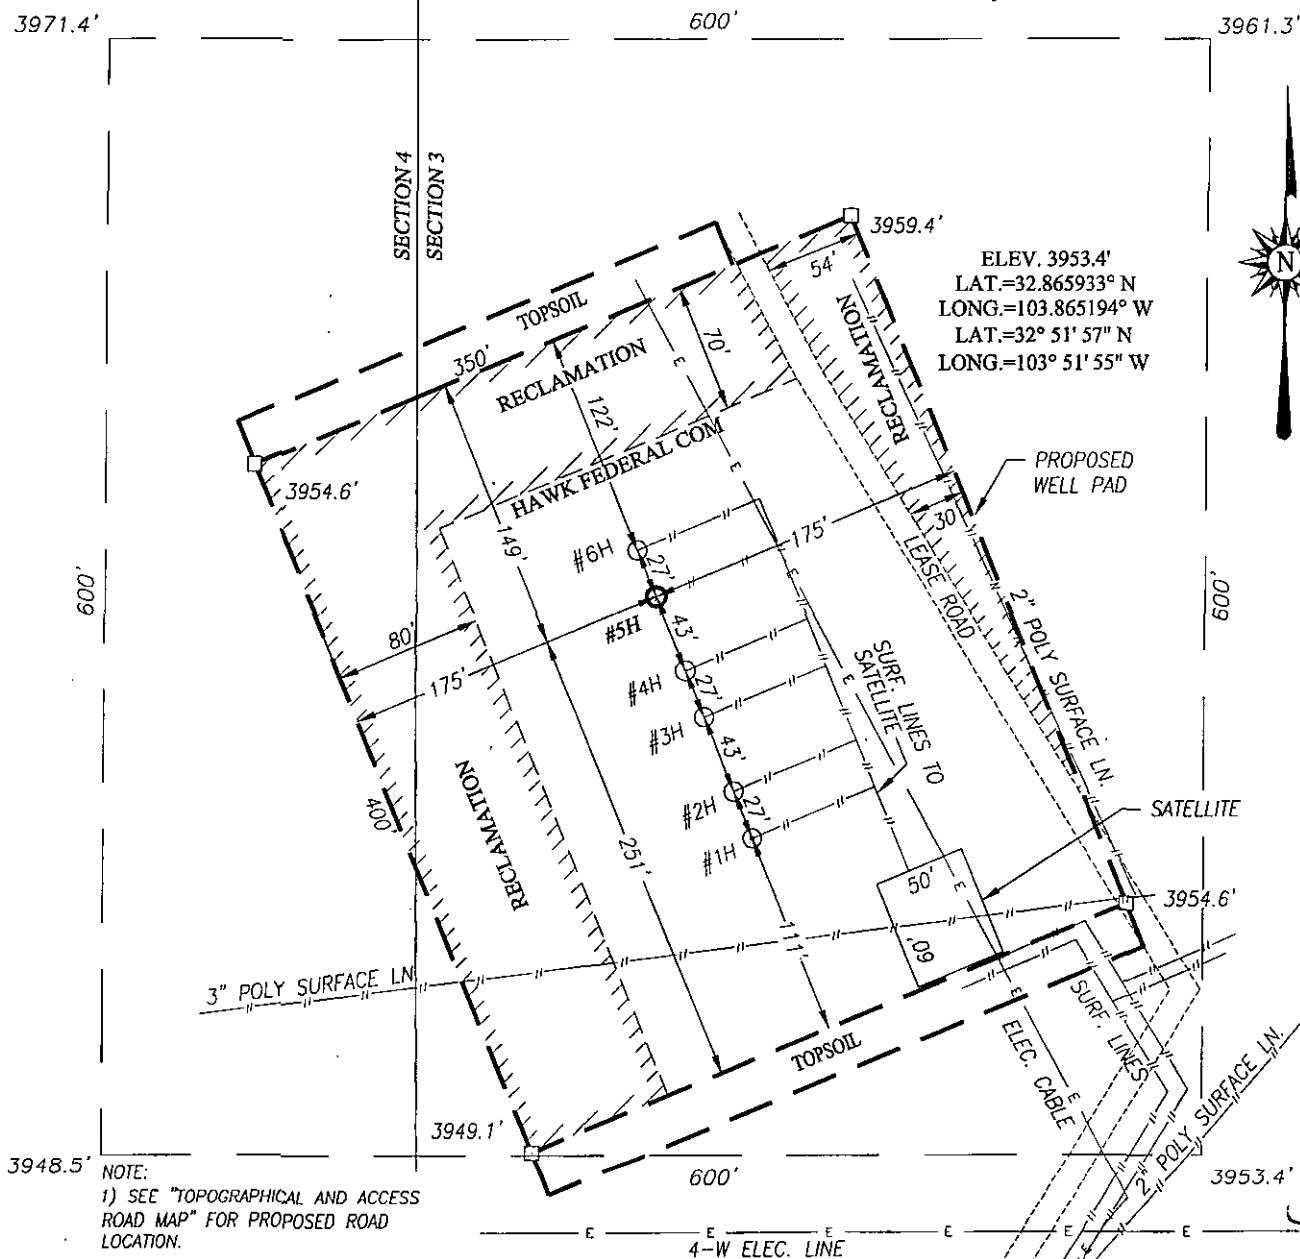 3971.4'
600'
3961.3'
SECTION 4
SECTION 3
3959.4'
54'
ELEV. 3953.4'
LAT.=32.865933° N
LONG.=103.865194° W
LAT.=32° 51' 57" N
LONG.=103° 51' 55" W
N
TOPSOIL
350'
RECLAMATION
70'
RECLAMATION
122'
HAWK FEDERAL COM
3954.6'
PROPOSED
WELL PAD
149'
#6H
175'
30'
27'
LEASE ROAD
600'
600'
2" POLY SURFACE LN.
#5H
80'
43'
175'
#4H
27'
SURF. LINES TO
SATELLITE
#3H
43'
RECLAMATION
400'
#2H
27'
#1H
251'
SATELLITE
50'
60'
3954.6'
111'
3" POLY SURFACE LN.
TOPSOIL
SURF. LINES
ELEC. CABLE
2" POLY SURFACE LN.
3949.1'
3948.5'
600'
3953.4'
NOTE:
1) SEE "TOPOGRAPHICAL AND ACCESS
ROAD MAP" FOR PROPOSED ROAD
LOCATION.
E E E E E E
4-W ELEC. LINE